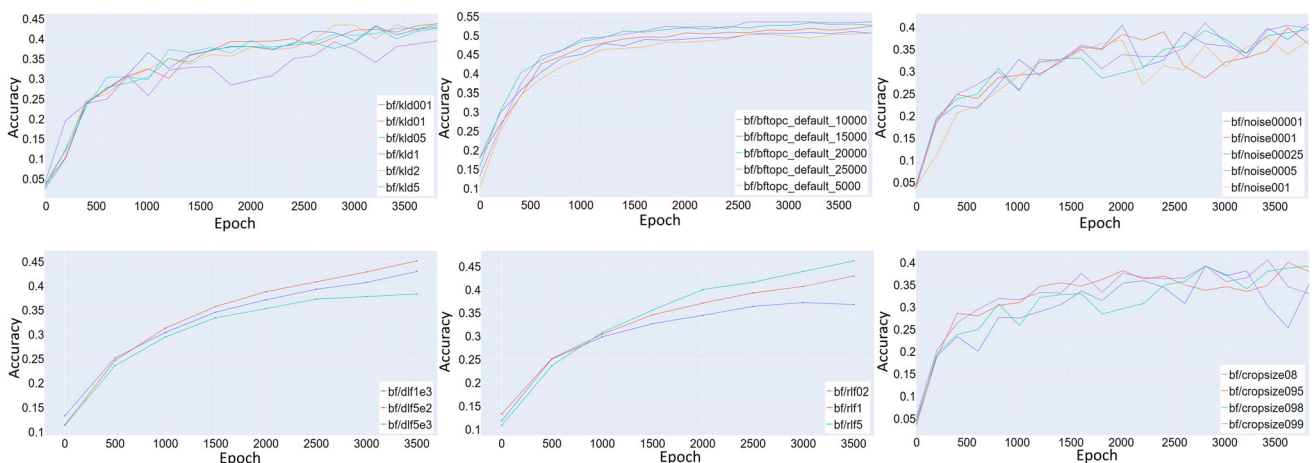 0.45
0.4
0.35
0.3
0.25
0.2
0.15
0.1
0.05
Accuracy
0 500 1000 1500 2000 2500 3000 3500
Epoch
bf/kld001
bf/kld01
bf/kld05
bf/kld1
bf/kld2
bf/kld5
0.55
0.5
0.45
0.4
0.35
0.3
0.25
0.2
0.15
0.1
Accuracy
0 500 1000 1500 2000 2500 3000 3500
Epoch
bf/bftopc_default_10000
bf/bftopc_default_15000
bf/bftopc_default_20000
bf/bftopc_default_25000
bf/bftopc_default_5000
0.4
0.35
0.3
0.25
0.2
0.15
0.1
0.05
Accuracy
0 500 1000 1500 2000 2500 3000 3500
Epoch
bf/noise00001
bf/noise0001
bf/noise00025
bf/noise0005
bf/noise001
0.45
0.4
0.35
0.3
0.25
0.2
0.15
0.1
Accuracy
0 500 1000 1500 2000 2500 3000 3500
Epoch
bf/dlf1e3
bf/dlf5e2
bf/dlf5e3
0.45
0.4
0.35
0.3
0.25
0.2
0.15
0.1
Accuracy
0 500 1000 1500 2000 2500 3000 3500
Epoch
bf/rlf02
bf/rlf1
bf/rlf5
0.4
0.35
0.3
0.25
0.2
0.15
0.1
0.05
Accuracy
0 500 1000 1500 2000 2500 3000 3500
Epoch
bf/cropsize08
bf/cropsize095
bf/cropsize098
bf/cropsize099